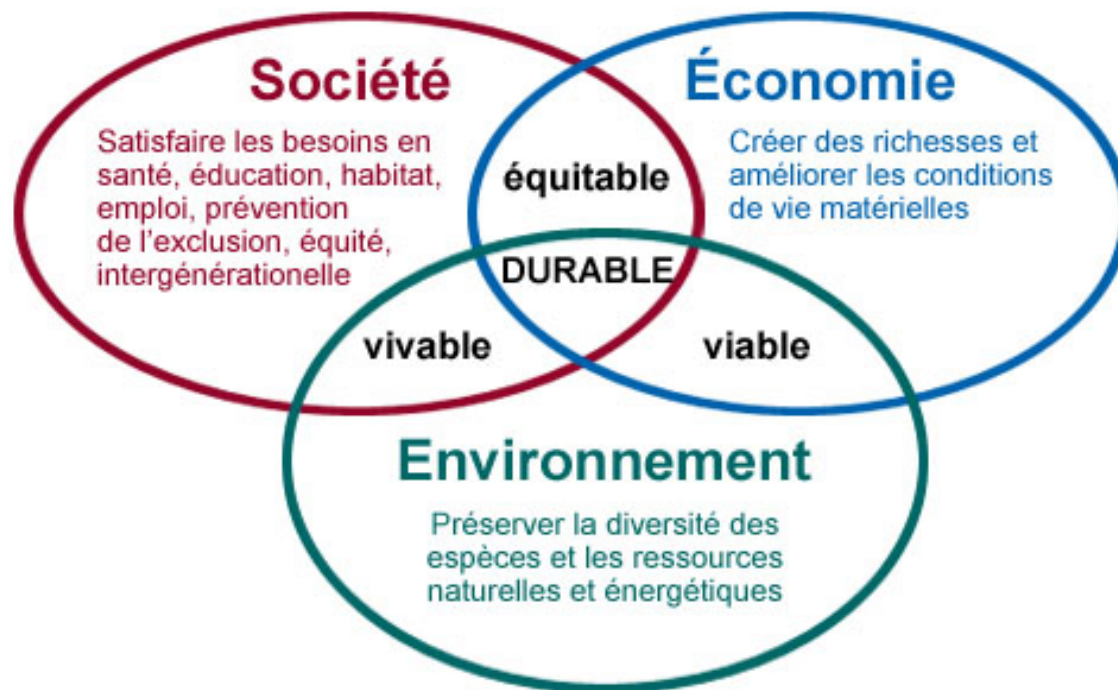 Société
Satisfaire les besoins en
santé, éducation, habitat,
emploi, prévention
de l'exclusion, équité,
intergénérationelle
Économie
Créer des richesses et
améliorer les conditions
de vie matérielles
équitable
DURABLE
vivable
viable
Environnement
Préserver la diversité des
espèces et les ressources
naturelles et énergétiques